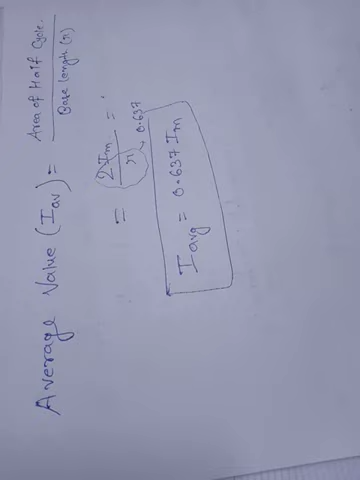 Average Value (Iav) = Area of Half Cycle / Base length (π)
= 2Im / π =
0.637
Iavg = 0.637 Im